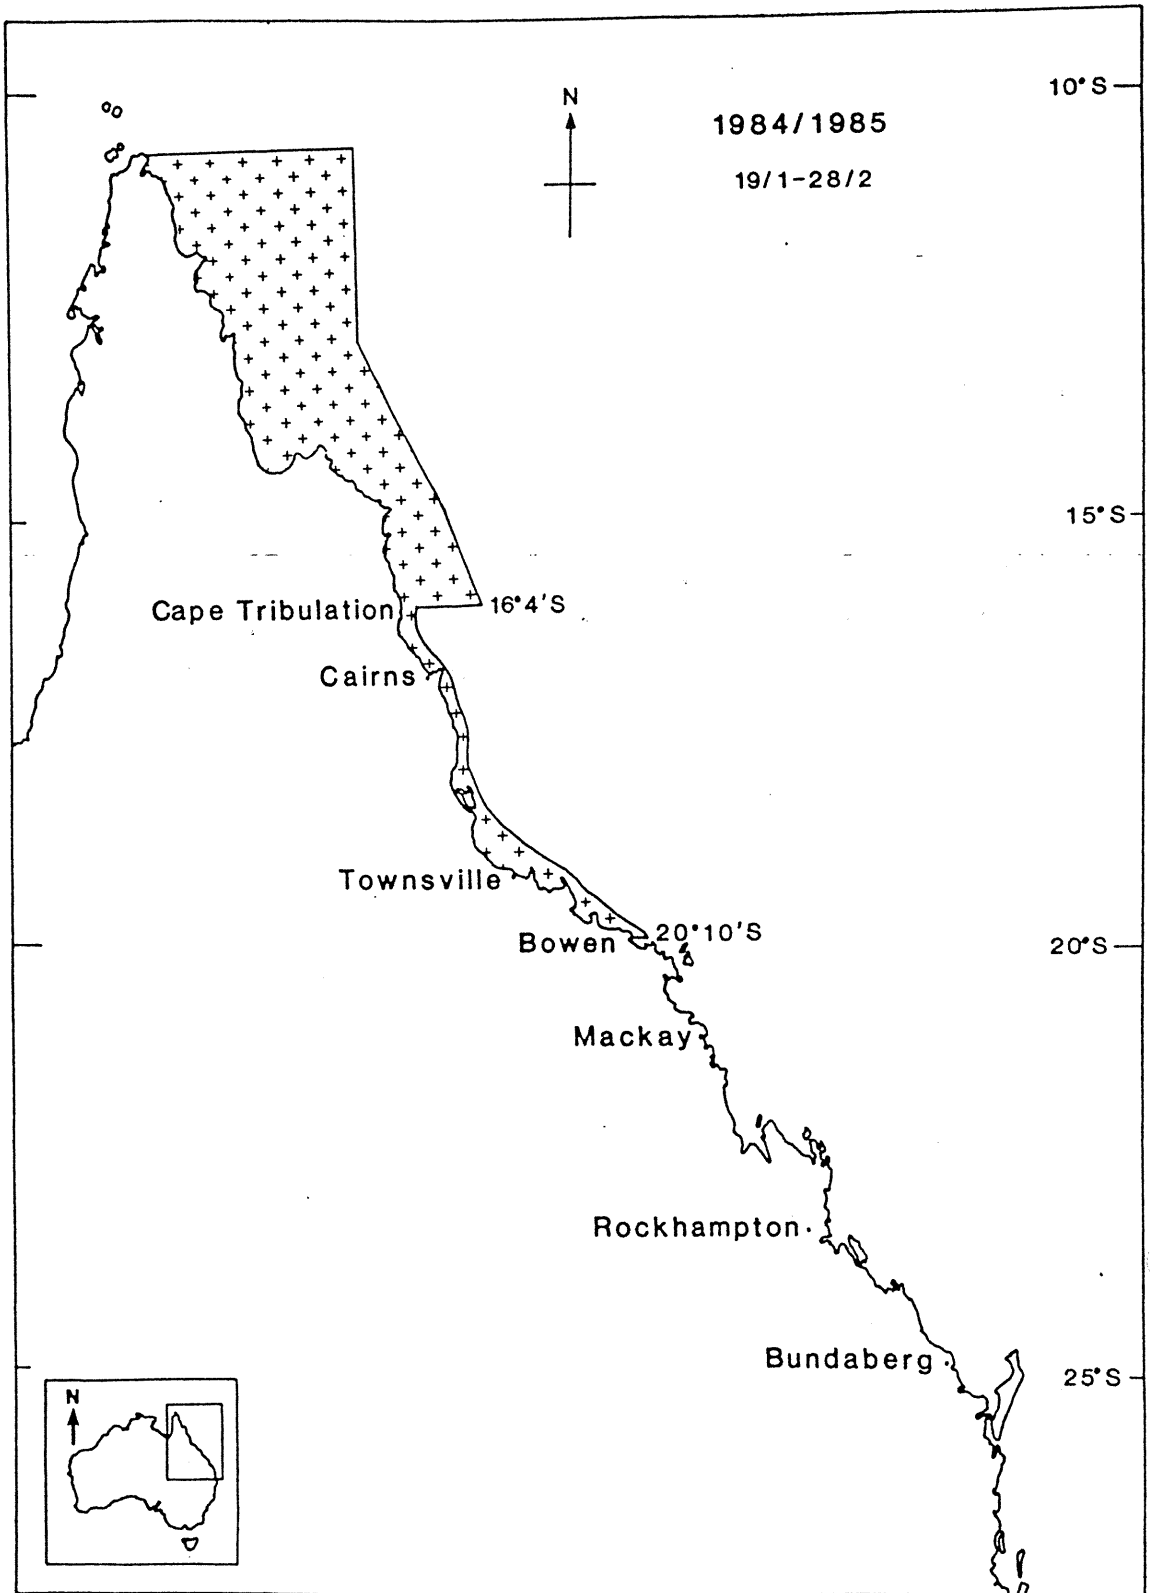 10°S
N
1984/1985
19/1-28/2
15°S
16°4'S
Cape Tribulation
Cairns
Townsville
20°10'S
Bowen
20°S
Mackay
Rockhampton
Bundaberg
25°S
N